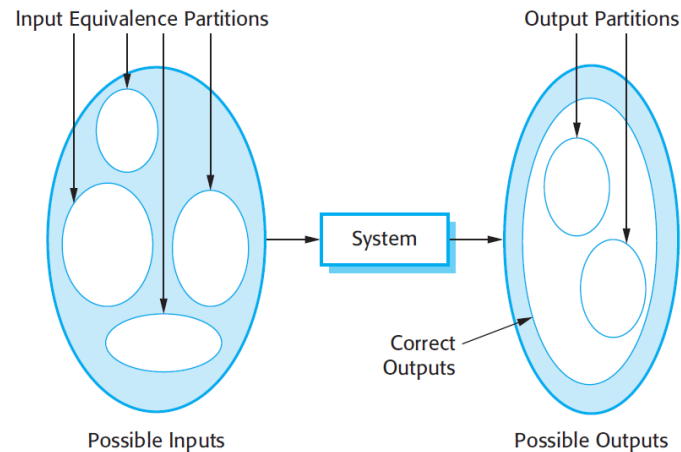 Input Equivalence Partitions
Output Partitions
System
Correct
Outputs
Possible Inputs
Possible Outputs